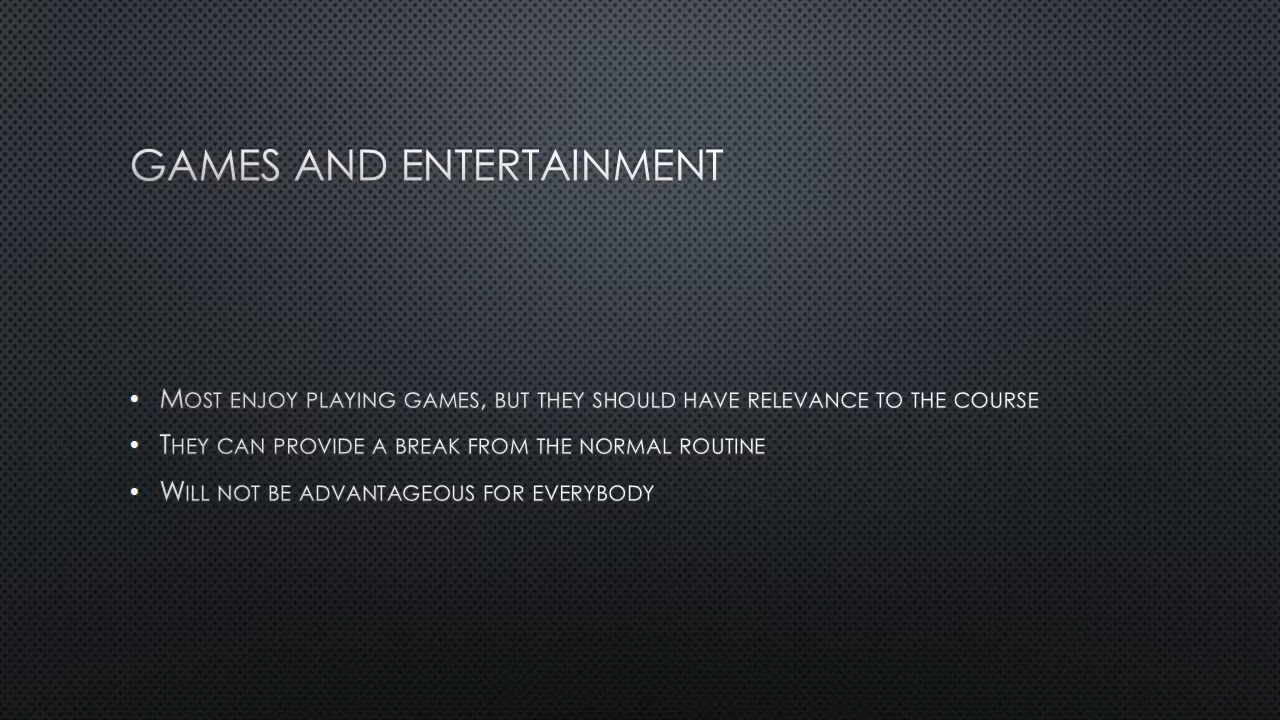 GAMES AND ENTERTAINMENT
• MOST ENJOY PLAYING GAMES, BUT THEY SHOULD HAVE RELEVANCE TO THE COURSE
• THEY CAN PROVIDE A BREAK FROM THE NORMAL ROUTINE
• WILL NOT BE ADVANTAGEOUS FOR EVERYBODY